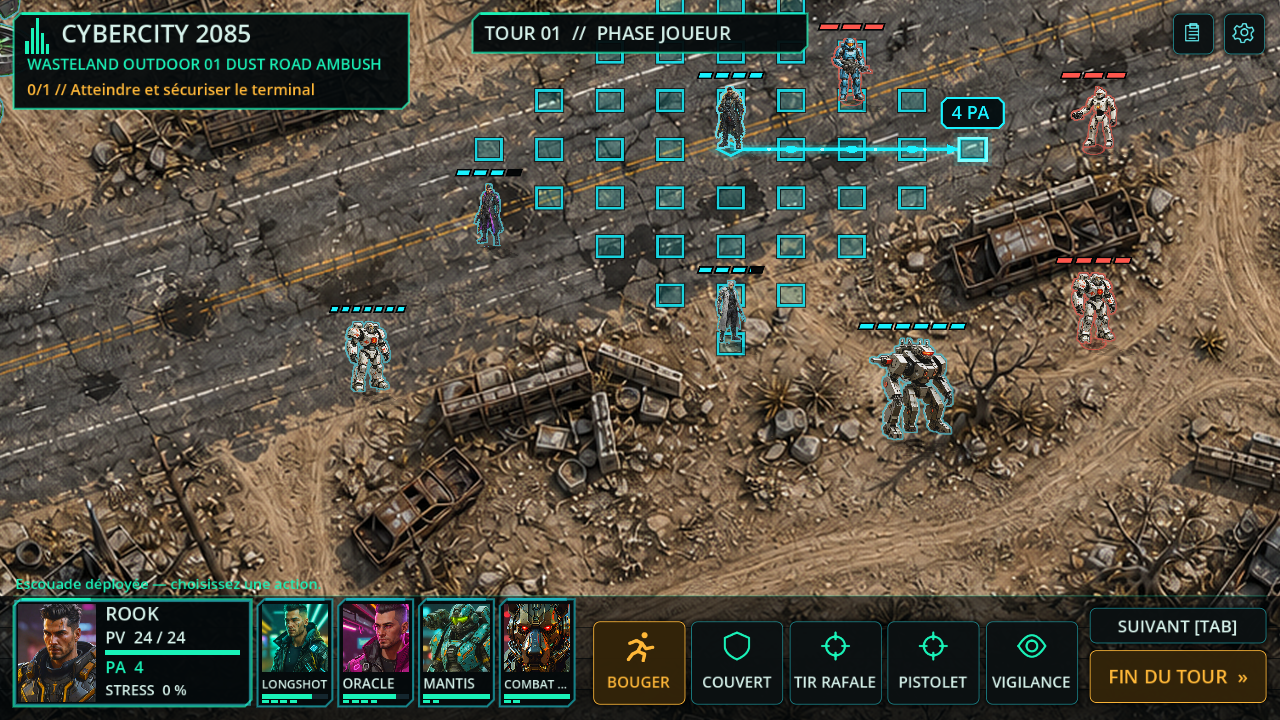 CYBERCITY 2085
WASTELAND OUTDOOR 01 DUST ROAD AMBUSH
0/1 // Atteindre et sécuriser le terminal
TOUR 01 // PHASE JOUEUR
4 PA
Escouade déployée — choisissez une action.
ROOK
PV 24 / 24
PA 4
STRESS 0 %
LONGSHOT
ORACLE
MANTIS
COMBAT ...
BOUGER
COUVERT
TIR RAFALE
PISTOLET
VIGILANCE
SUIVANT [TAB]
FIN DU TOUR »